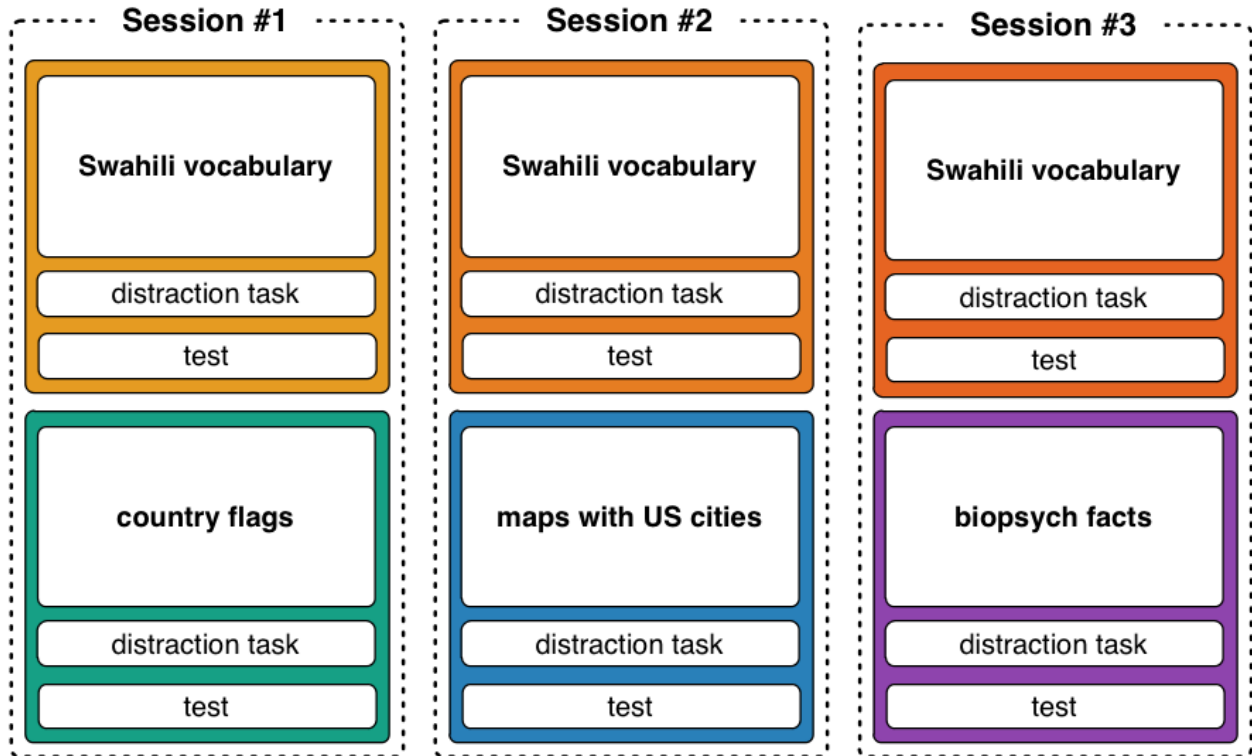 Session #1
Swahili vocabulary
distraction task
test
country flags
distraction task
test
Session #2
Swahili vocabulary
distraction task
test
maps with US cities
distraction task
test
Session #3
Swahili vocabulary
distraction task
test
biopsych facts
distraction task
test